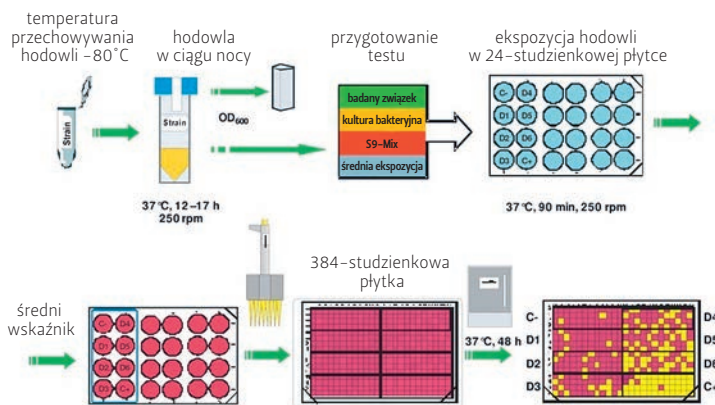 temperatura
przechowywania
hodowli -80°C
hodowla
w ciągu nocy
przygotowanie
testu
ekspozycja hodowli
w 24-studzienkowej płytce
Strain
Strain
OD600
badany związek
kultura bakteryjna
S9-Mix
średnia ekspozycja
C- D4
D1 D5
D2 D6
D3 C+
37°C, 12-17 h
250 rpm
37°C, 90 min, 250 rpm
384-studzienkowa
płytka
średni
wskaźnik
C- D4
D1 D5
D2 D6
D3 C+
37°C, 48 h
C- D4
D1 D5
D2 D6
D3 C+